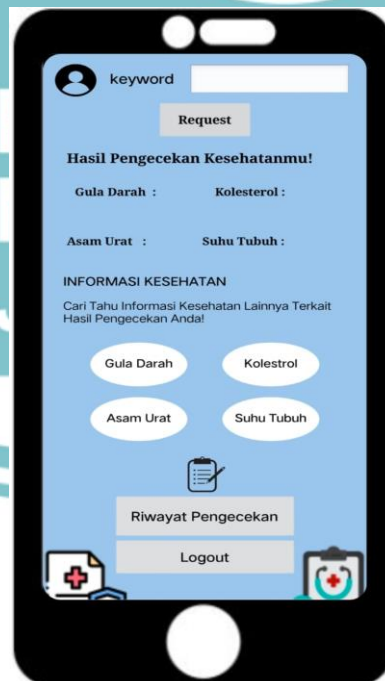 keyword
Request
Hasil Pengecekan Kesehatanmu!
Gula Darah : Kolesterol :
Asam Urat : Suhu Tubuh :
INFORMASI KESEHATAN
Cari Tahu Informasi Kesehatan Lainnya Terkait
Hasil Pengecekan Anda!
Gula Darah Kolestrol
Asam Urat Suhu Tubuh
Riwayat Pengecekan
Logout